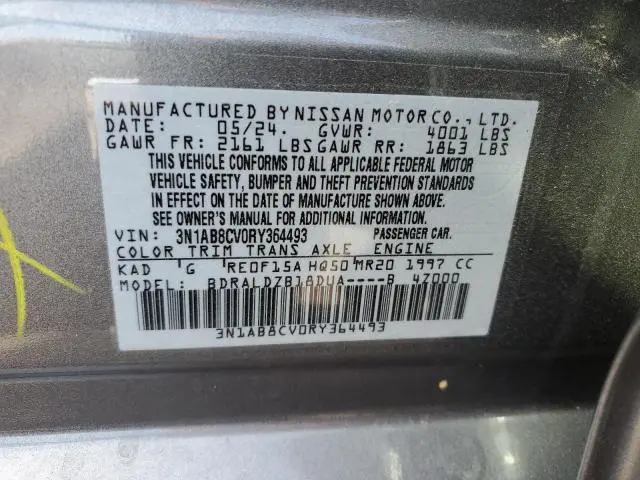 MANUFACTURED BY NISSAN MOTOR CO., LTD.
DATE: 05/24. GVWR: 4001 LBS
GAWR FR: 2161 LBS GAWR RR: 1863 LBS
THIS VEHICLE CONFORMS TO ALL APPLICABLE FEDERAL MOTOR
VEHICLE SAFETY, BUMPER AND THEFT PREVENTION STANDARDS
IN EFFECT ON THE DATE OF MANUFACTURE SHOWN ABOVE.
SEE OWNER'S MANUAL FOR ADDITIONAL INFORMATION.
VIN: 3N1AB8CV0RY364493 PASSENGER CAR.
COLOR TRIM TRANS AXLE ENGINE
KAD G RE0F15A HQ50 MR20 1997 CC
MODEL: BDRALDZB18DUA----B 4Z000
3N1AB8CV0RY364493